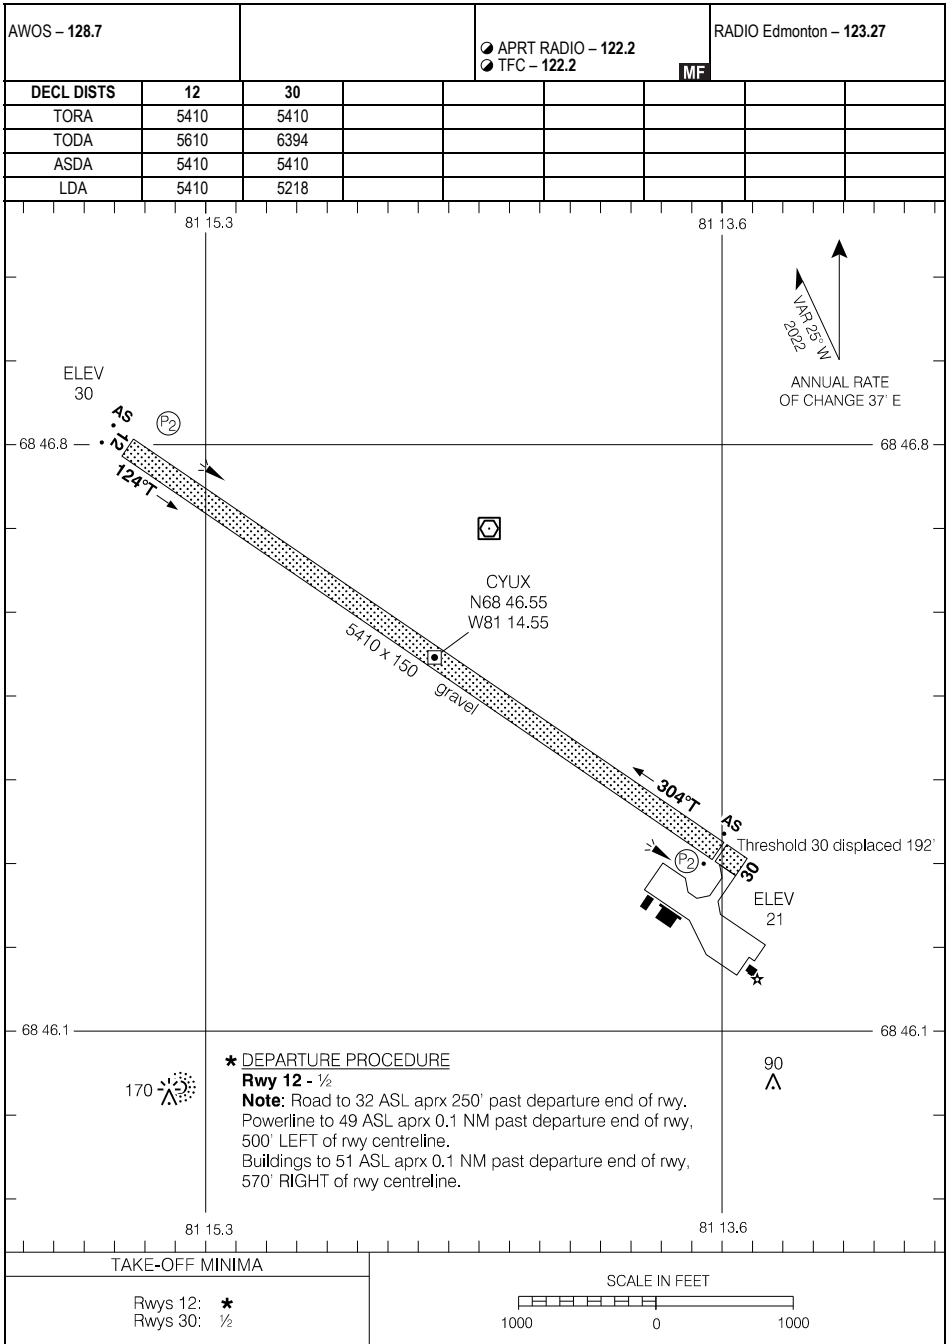 AWOS – 128.7
APRT RADIO – 122.2
TFC – 122.2
MF
RADIO Edmonton – 123.27
DECL DISTS 12 30
TORA 5410 5410
TODA 5610 6394
ASDA 5410 5410
LDA 5410 5218
81 15.3
81 13.6
VAR 25° W
2022
ANNUAL RATE
OF CHANGE 37' E
ELEV
30
AS
P2
12
68 46.8
68 46.8
124°T
CYUX
N68 46.55
W81 14.55
5410 x 150
gravel
304°T
AS
Threshold 30 displaced 192'
P2
30
ELEV
21
68 46.1
68 46.1
170
90
* DEPARTURE PROCEDURE
Rwy 12 - ½
Note: Road to 32 ASL aprx 250' past departure end of rwy.
Powerline to 49 ASL aprx 0.1 NM past departure end of rwy,
500' LEFT of rwy centreline.
Buildings to 51 ASL aprx 0.1 NM past departure end of rwy,
570' RIGHT of rwy centreline.
81 15.3
81 13.6
TAKE-OFF MINIMA
Rwys 12: *
Rwys 30: ½
SCALE IN FEET
1000 0 1000